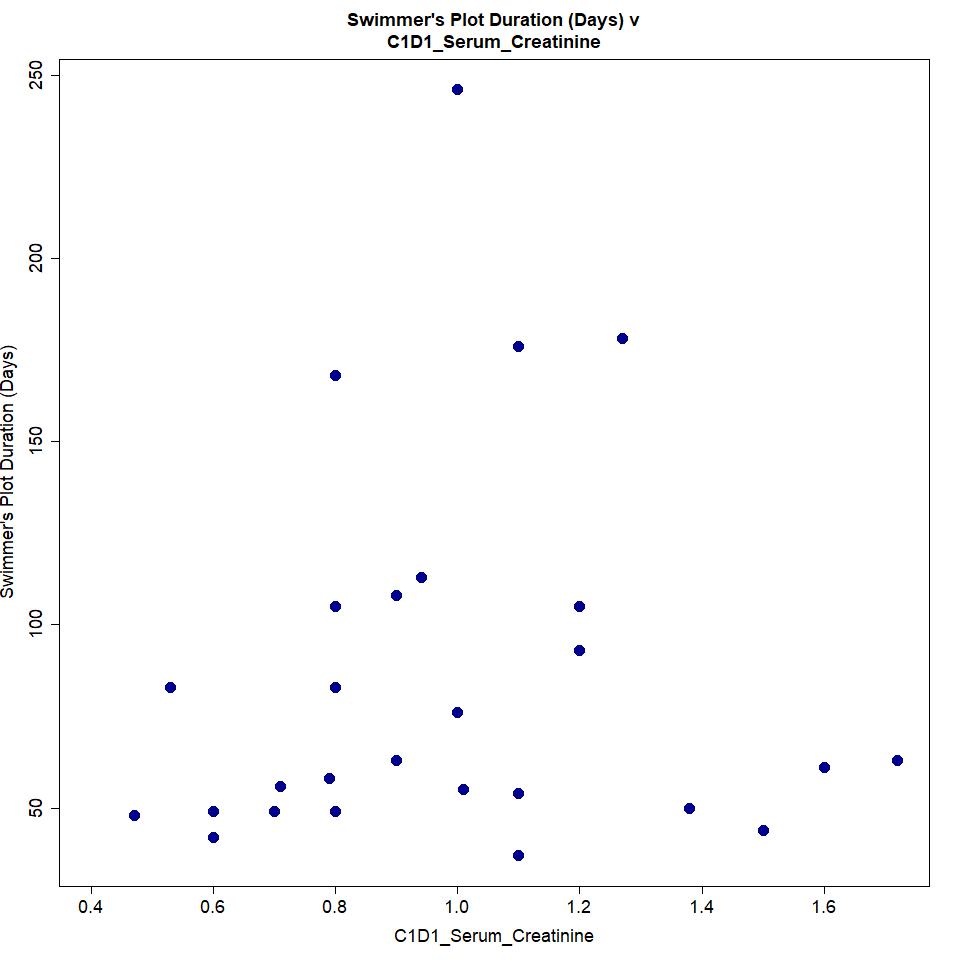 Swimmer's Plot Duration (Days) v
C1D1_Serum_Creatinine
Swimmer's Plot Duration (Days)
250
200
150
100
50
0.4 0.6 0.8 1.0 1.2 1.4 1.6
C1D1_Serum_Creatinine